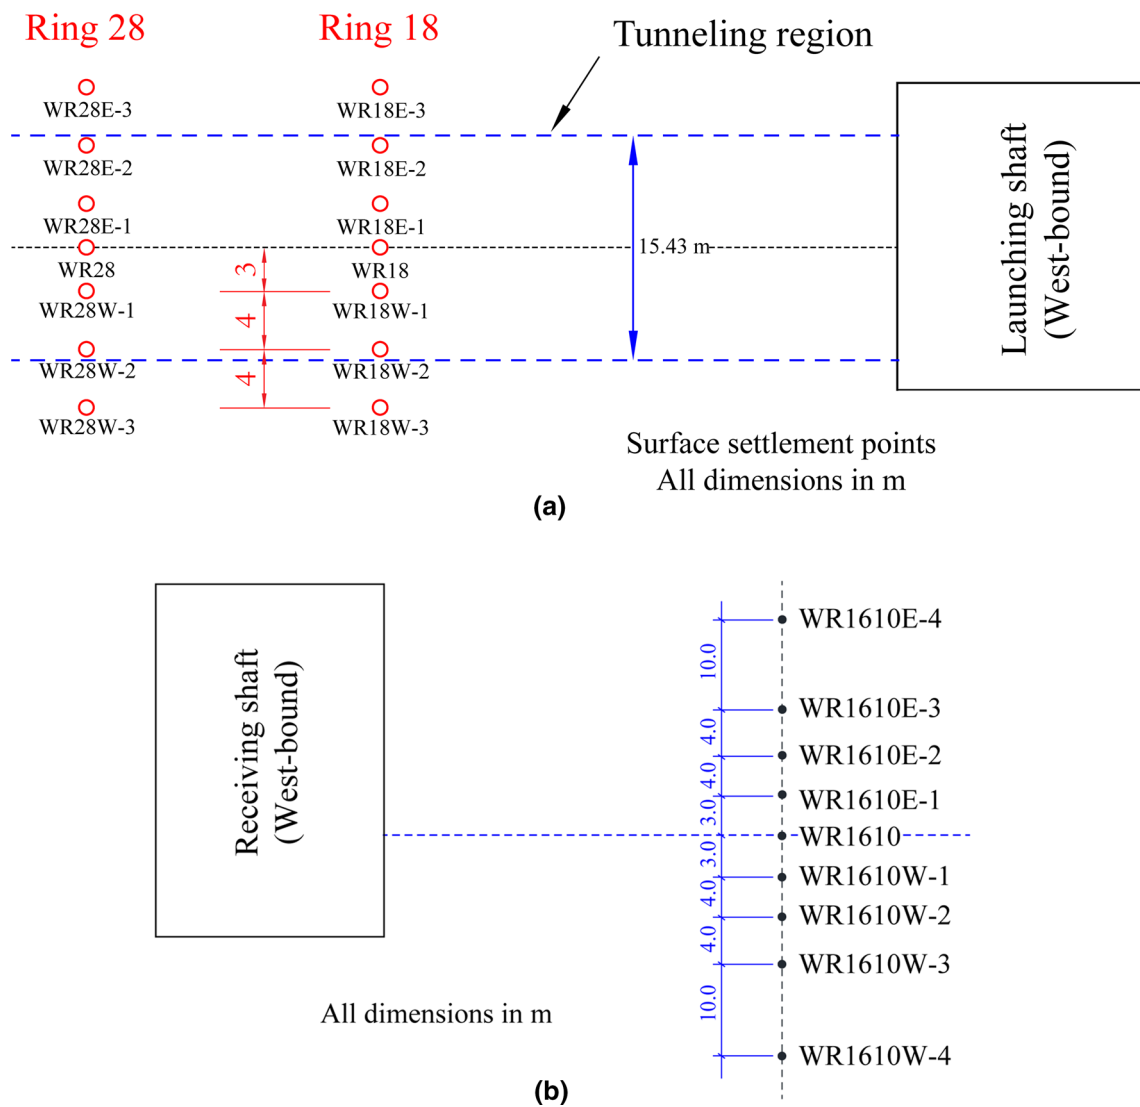 Ring 28
Ring 18
Tunneling region
WR28E-3
WR18E-3
WR28E-2
WR18E-2
WR28E-1
WR18E-1
15.43 m
WR28
WR18
3
WR28W-1
WR18W-1
4
WR28W-2
WR18W-2
4
WR28W-3
WR18W-3
Launching shaft
(West-bound)
Surface settlement points
All dimensions in m
(a)
Receiving shaft
(West-bound)
WR1610E-4
10.0
WR1610E-3
4.0
WR1610E-2
4.0
WR1610E-1
3.0
WR1610
3.0
WR1610W-1
4.0
WR1610W-2
4.0
WR1610W-3
10.0
WR1610W-4
All dimensions in m
(b)